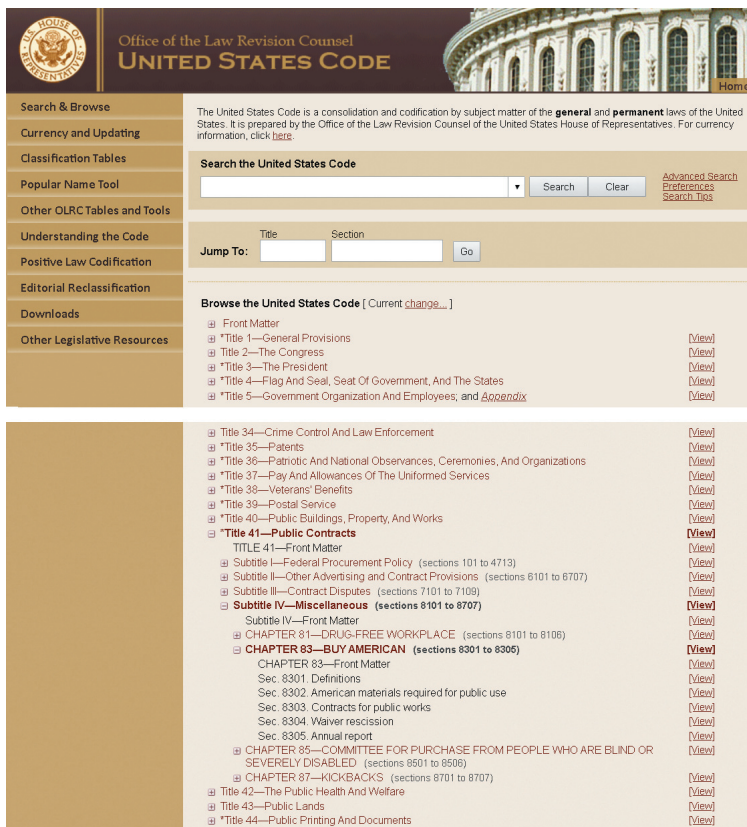 HOUSE OF
REPRESENTATIVES
Office of the Law Revision Counsel
UNITED STATES CODE
Home
Search & Browse
Currency and Updating
Classification Tables
Popular Name Tool
Other OLRC Tables and Tools
Understanding the Code
Positive Law Codification
Editorial Reclassification
Downloads
Other Legislative Resources
The United States Code is a consolidation and codification by subject matter of the general and permanent laws of the United
States. It is prepared by the Office of the Law Revision Counsel of the United States House of Representatives. For currency
information, click here.
Search the United States Code
Search Clear
Advanced Search
Preferences
Search Tips
Title Section
Jump To: Go
Browse the United States Code [ Current change... ]
Front Matter
*Title 1—General Provisions [View]
Title 2—The Congress [View]
*Title 3—The President [View]
*Title 4—Flag And Seal, Seat Of Government, And The States [View]
*Title 5—Government Organization And Employees; and Appendix [View]
Title 34—Crime Control And Law Enforcement [View]
*Title 35—Patents [View]
*Title 36—Patriotic And National Observances, Ceremonies, And Organizations [View]
*Title 37—Pay And Allowances Of The Uniformed Services [View]
*Title 38—Veterans' Benefits [View]
*Title 39—Postal Service [View]
*Title 40—Public Buildings, Property, And Works [View]
*Title 41—Public Contracts [View]
TITLE 41—Front Matter [View]
Subtitle I—Federal Procurement Policy (sections 101 to 4713) [View]
Subtitle II—Other Advertising and Contract Provisions (sections 6101 to 6707) [View]
Subtitle III—Contract Disputes (sections 7101 to 7109) [View]
Subtitle IV—Miscellaneous (sections 8101 to 8707) [View]
Subtitle IV—Front Matter [View]
CHAPTER 81—DRUG-FREE WORKPLACE (sections 8101 to 8106) [View]
CHAPTER 83—BUY AMERICAN (sections 8301 to 8305) [View]
CHAPTER 83—Front Matter [View]
Sec. 8301. Definitions [View]
Sec. 8302. American materials required for public use [View]
Sec. 8303. Contracts for public works [View]
Sec. 8304. Waiver rescission [View]
Sec. 8305. Annual report [View]
CHAPTER 85—COMMITTEE FOR PURCHASE FROM PEOPLE WHO ARE BLIND OR [View]
SEVERELY DISABLED (sections 8501 to 8506)
CHAPTER 87—KICKBACKS (sections 8701 to 8707) [View]
Title 42—The Public Health And Welfare [View]
Title 43—Public Lands [View]
*Title 44—Public Printing And Documents [View]